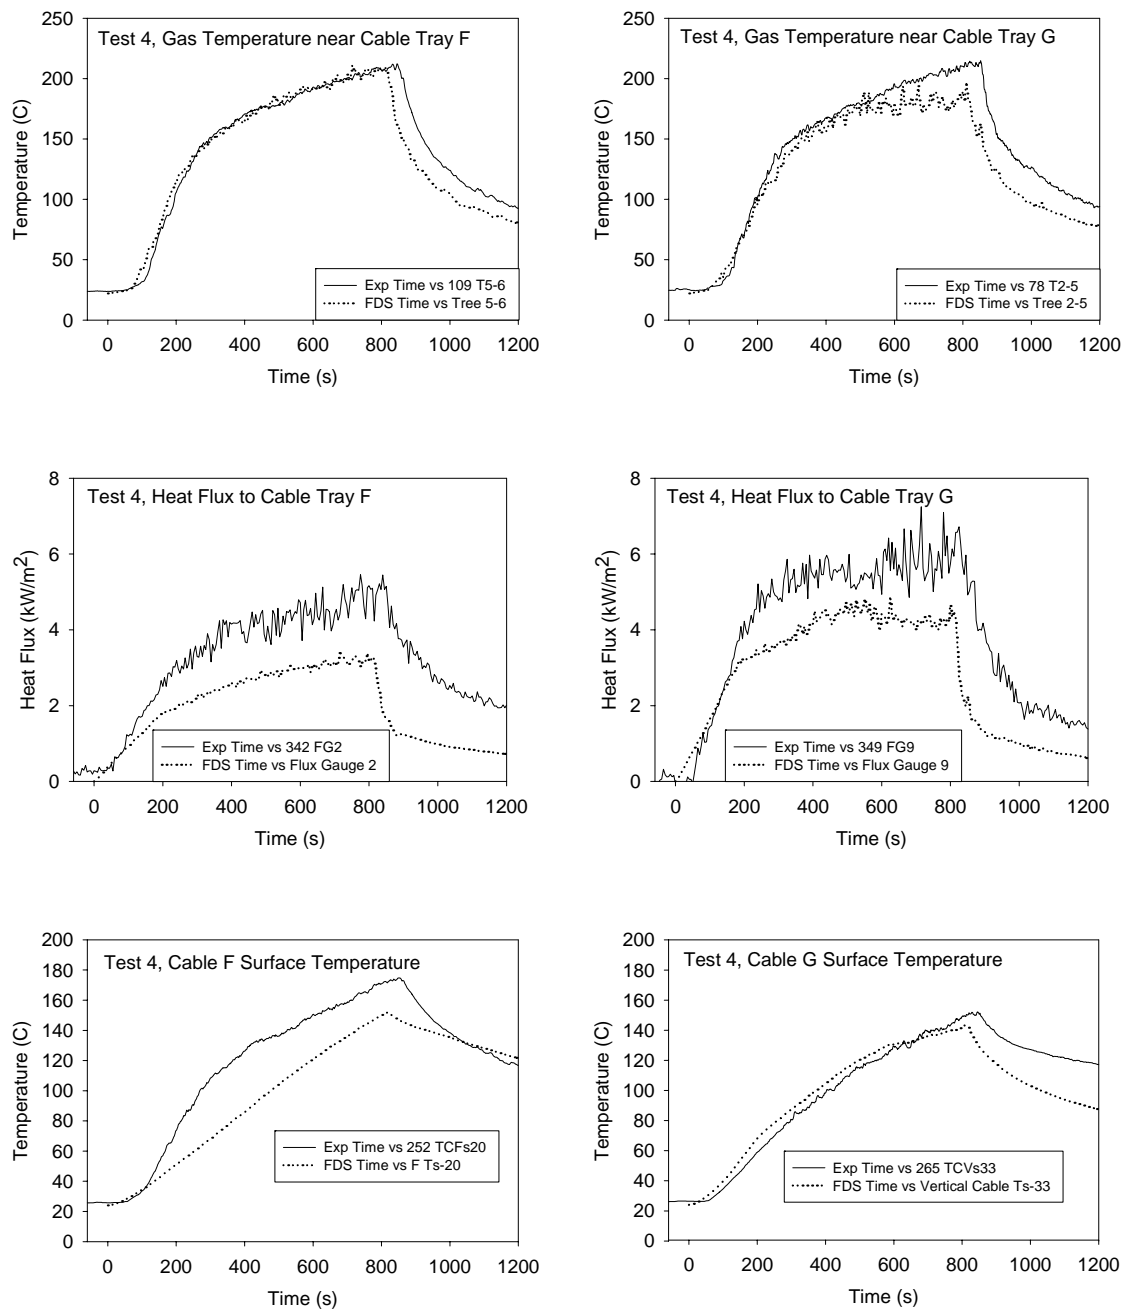 Test 4, Gas Temperature near Cable Tray F
Temperature (C)
250
200
150
100
50
0
Exp Time vs 109 T5-6
FDS Time vs Tree 5-6
0 200 400 600 800 1000 1200
Time (s)
Test 4, Gas Temperature near Cable Tray G
Temperature (C)
250
200
150
100
50
0
Exp Time vs 78 T2-5
FDS Time vs Tree 2-5
0 200 400 600 800 1000 1200
Time (s)
Test 4, Heat Flux to Cable Tray F
Heat Flux (kW/m²)
8
6
4
2
0
Exp Time vs 342 FG2
FDS Time vs Flux Gauge 2
0 200 400 600 800 1000 1200
Time (s)
Test 4, Heat Flux to Cable Tray G
Heat Flux (kW/m²)
8
6
4
2
0
Exp Time vs 349 FG9
FDS Time vs Flux Gauge 9
0 200 400 600 800 1000 1200
Time (s)
Test 4, Cable F Surface Temperature
Temperature (C)
200
180
160
140
120
100
80
60
40
20
0
Exp Time vs 252 TCFs20
FDS Time vs F Ts-20
0 200 400 600 800 1000 1200
Time (s)
Test 4, Cable G Surface Temperature
Temperature (C)
200
180
160
140
120
100
80
60
40
20
0
Exp Time vs 265 TCVs33
FDS Time vs Vertical Cable Ts-33
0 200 400 600 800 1000 1200
Time (s)